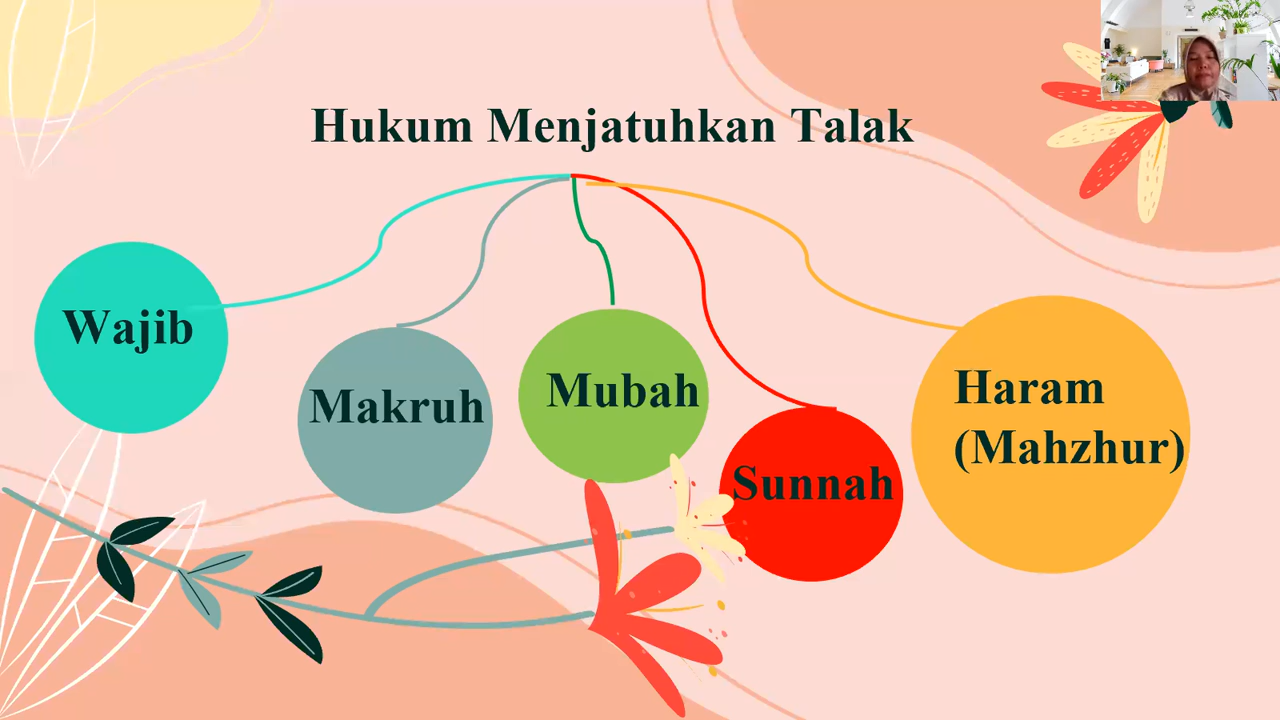 Hukum Menjatuhkan Talak
Wajib
Makruh
Mubah
Sunnah
Haram
(Mahzhur)